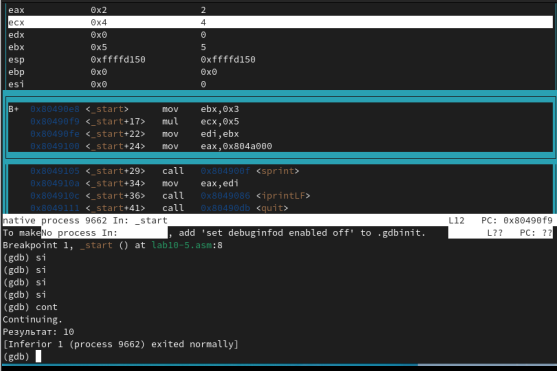 eax 0x2 2
ecx 0x4 4
edx 0x0 0
ebx 0x5 5
esp 0xffffd150 0xffffd150
ebp 0x0 0x0
esi 0x0 0
B+ 0x80490e8 <_start> mov ebx,0x3
0x80490f9 <_start+17> mul ecx,0x5
0x80490fe <_start+22> mov edi,ebx
0x8049100 <_start+24> mov eax,0x804a000
0x8049105 <_start+29> call 0x804900f <sprint>
0x804910a <_start+34> mov eax,edi
0x804910c <_start+36> call 0x8049086 <iprintLF>
0x8049111 <_start+41> call 0x80490db <quit>
native process 9662 In: _start L12 PC: 0x80490f9
To makeNo process In: , add 'set debuginfod enabled off' to .gdbinit. L?? PC: ??
Breakpoint 1, _start () at lab10-5.asm:8
(gdb) si
(gdb) si
(gdb) si
(gdb) si
(gdb) cont
Continuing.
Результат: 10
[Inferior 1 (process 9662) exited normally]
(gdb)